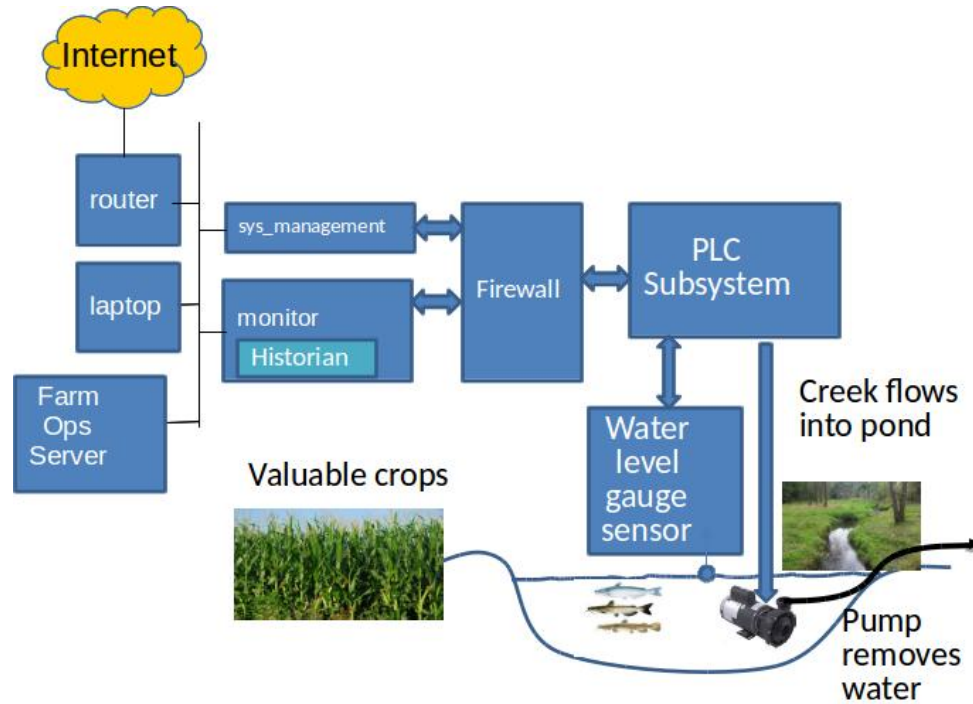 Internet
router
laptop
Farm
Ops
Server
sys_management
monitor
Historian
Firewall
PLC
Subsystem
Water
level
gauge
sensor
Creek flows
into pond
Valuable crops
Pump
removes
water